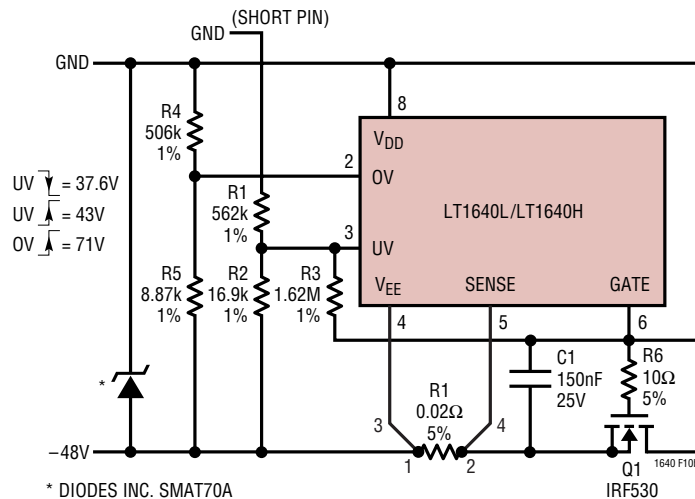 (SHORT PIN)
GND
GND
8
R4
506k
1%
VDD
2
OV
UV = 37.6V
UV = 43V
OV = 71V
R1
562k
1%
LT1640L/LT1640H
3
UV
R5
8.87k
1%
R2
16.9k
1%
R3
1.62M
1%
VEE
SENSE
GATE
4
5
6
C1
150nF
25V
R6
10Ω
5%
*
R1
0.02Ω
5%
3
4
–48V
1
2
Q1
IRF530
* DIODES INC. SMAT70A